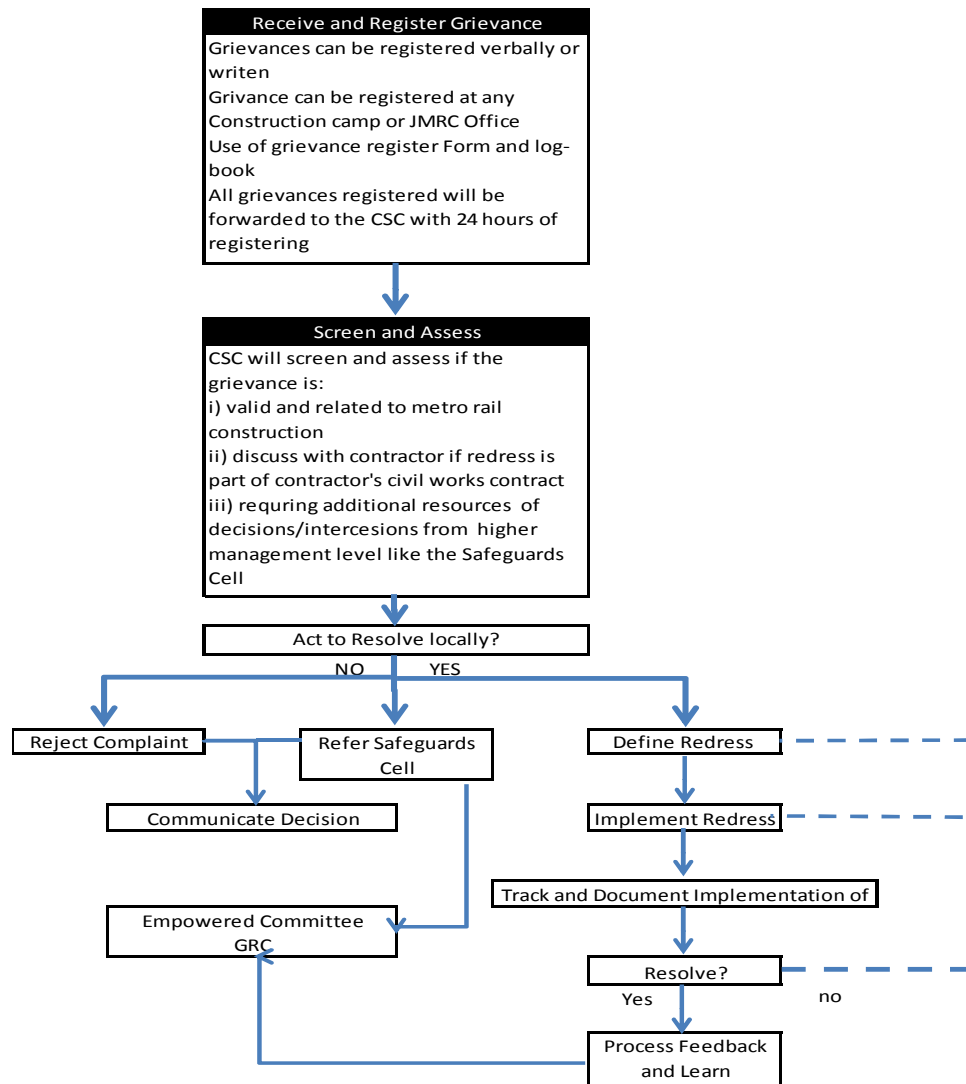 Receive and Register Grievance
Grievances can be registered verbally or
writen
Grivance can be registered at any
Construction camp or JMRC Office
Use of grievance register Form and log-
book
All grievances registered will be
forwarded to the CSC with 24 hours of
registering
Screen and Assess
CSC will screen and assess if the
grievance is:
i) valid and related to metro rail
construction
ii) discuss with contractor if redress is
part of contractor's civil works contract
iii) requring additional resources of
decisions/intercesions from higher
management level like the Safeguards
Cell
Act to Resolve locally?
NO YES
Reject Complaint
Refer Safeguards
Cell
Define Redress
Communicate Decision
Implement Redress
Track and Document Implementation of
Empowered Committee
GRC
Resolve?
Yes no
Process Feedback
and Learn